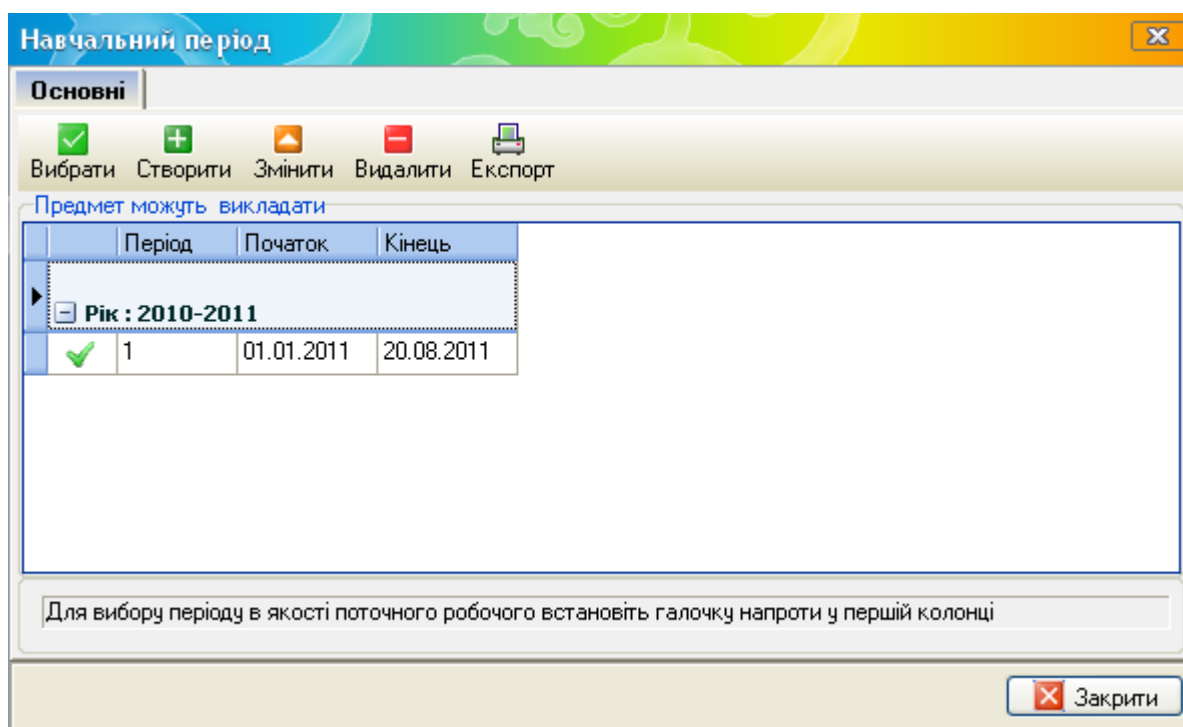 Навчальний період
Основні
Вибрати Створити Змінити Видалити Експорт
Предмет можуть викладати
Період Початок Кінець
Рік : 2010-2011
1 01.01.2011 20.08.2011
Для вибору періоду в якості поточного робочого встановіть галочку напроти у першій колонці
Закрити